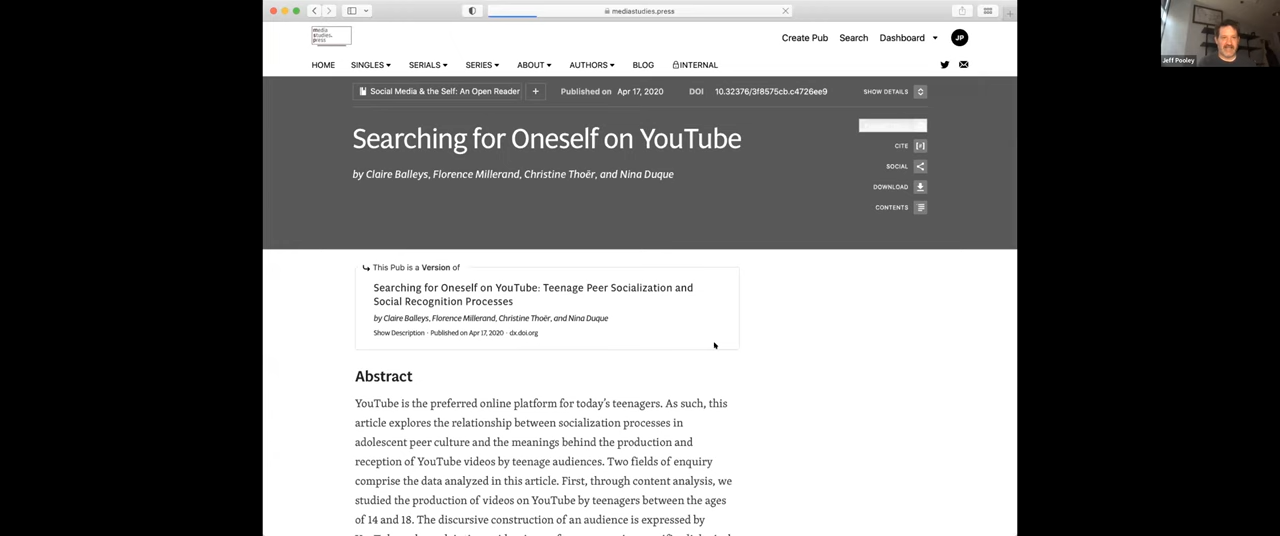 mediastudies.press
media
studies.
press
Create Pub Search Dashboard JP
HOME SINGLES SERIALS SERIES ABOUT AUTHORS BLOG INTERNAL
Social Media & the Self: An Open Reader + Published on Apr 17, 2020 DOI 10.32376/3f8575cb.c4726ee9 SHOW DETAILS
Searching for Oneself on YouTube
by Claire Balleys, Florence Millerand, Christine Thoër, and Nina Duque
CITE
SOCIAL
DOWNLOAD
CONTENTS
This Pub is a Version of
Searching for Oneself on YouTube: Teenage Peer Socialization and
Social Recognition Processes
by Claire Balleys, Florence Millerand, Christine Thoër, and Nina Duque
Show Description · Published on Apr 17, 2020 · dx.doi.org
Abstract
YouTube is the preferred online platform for today's teenagers. As such, this
article explores the relationship between socialization processes in
adolescent peer culture and the meanings behind the production and
reception of YouTube videos by teenage audiences. Two fields of enquiry
comprise the data analyzed in this article. First, through content analysis, we
studied the production of videos on YouTube by teenagers between the ages
of 14 and 18. The discursive construction of an audience is expressed by
Jeff Pooley